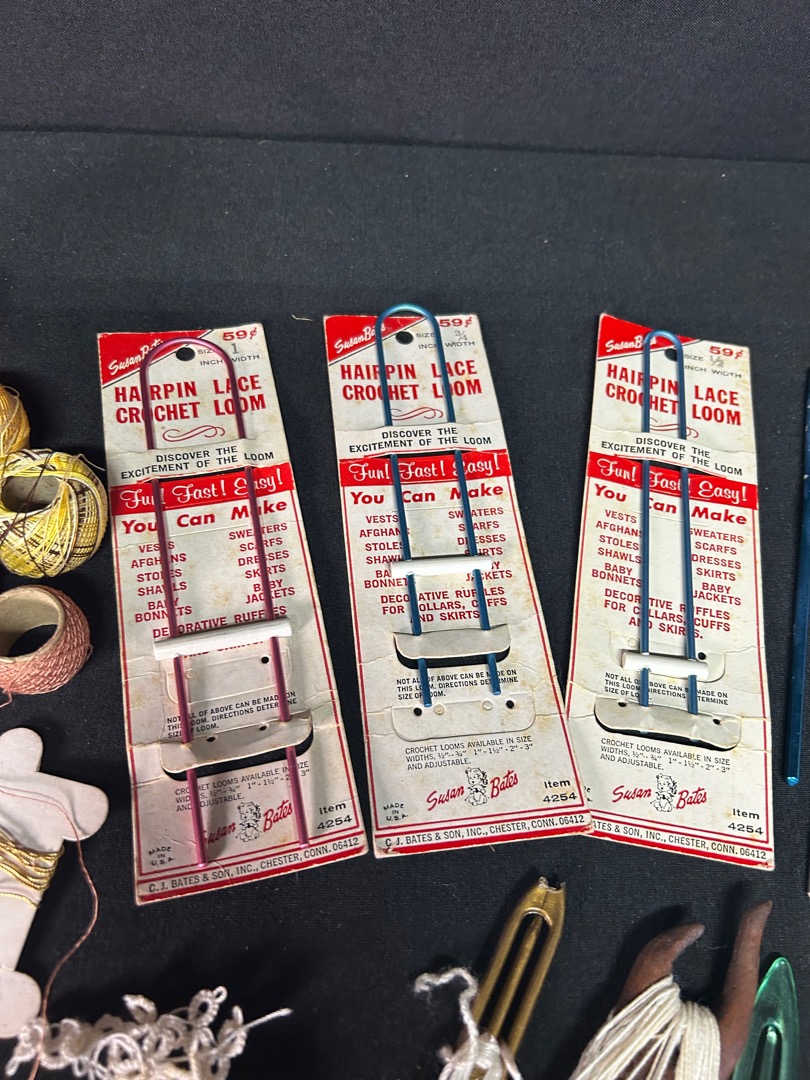 Susan Bates
59¢
SIZE 1
INCH WIDTH
HAIRPIN LACE
CROCHET LOOM
DISCOVER THE
EXCITEMENT OF THE LOOM
Fun! Fast! Easy!
You Can Make
VESTS
AFGHANS
STOLES
SHAWLS
BABY
BONNETS
SWEATERS
SCARFS
DRESSES
SKIRTS
BABY
JACKETS
DECORATIVE RUFFLES
NOT ALL OF ABOVE CAN BE MADE ON
THIS LOOM. DIRECTIONS DETERMINE
SIZE OF LOOM.
CROCHET LOOMS AVAILABLE IN SIZE
WIDTHS, ½"-¾" 1"-1½"-2"-3"
AND ADJUSTABLE.
Susan Bates
MADE
IN
U.S.A.
Item
4254
C. J. BATES & SON, INC., CHESTER, CONN. 06412
Susan Bates
59¢
SIZE 3/4
INCH WIDTH
HAIRPIN LACE
CROCHET LOOM
DISCOVER THE
EXCITEMENT OF THE LOOM
Fun! Fast! Easy!
You Can Make
VESTS
AFGHANS
STOLES
SHAWLS
BABY
BONNETS
SWEATERS
SCARFS
DRESSES
SKIRTS
BABY
JACKETS
DECORATIVE RUFFLES
FOR COLLARS, CUFFS
AND SKIRTS
NOT ALL OF ABOVE CAN BE MADE ON
THIS LOOM. DIRECTIONS DETERMINE
SIZE OF
CROCHET LOOMS AVAILABLE IN SIZE
WIDTHS, ½"-¾" 1"-1½"-2"-3"
AND ADJUSTABLE.
Susan Bates
MADE
IN
U.S.A.
Item
4254
C. J. BATES & SON, INC., CHESTER, CONN. 06412
Susan B
59¢
SIZE 1/2
INCH WIDTH
HAIRPIN LACE
CROCHET LOOM
DISCOVER THE
EXCITEMENT OF THE LOOM
Fun! Fast! Easy!
You Can Make
VESTS
AFGHANS
STOLES
SHAWLS
BABY
BONNETS
SWEATERS
SCARFS
DRESSES
SKIRTS
BABY
JACKETS
DECORATIVE RUFFLES
FOR COLLARS, CUFFS
AND SKIRTS.
NOT ALL OF ABOVE CAN BE MADE ON
THIS LOOM. DIRECTIONS DETERMINE
SIZE OF LOOM
CROCHET LOOMS AVAILABLE IN SIZE
WIDTHS, ½"-¾" 1"-1½"-2"-3"
AND ADJUSTABLE.
Susan Bates
Item
4254
ATES & SON, INC., CHESTER, CONN. 06412